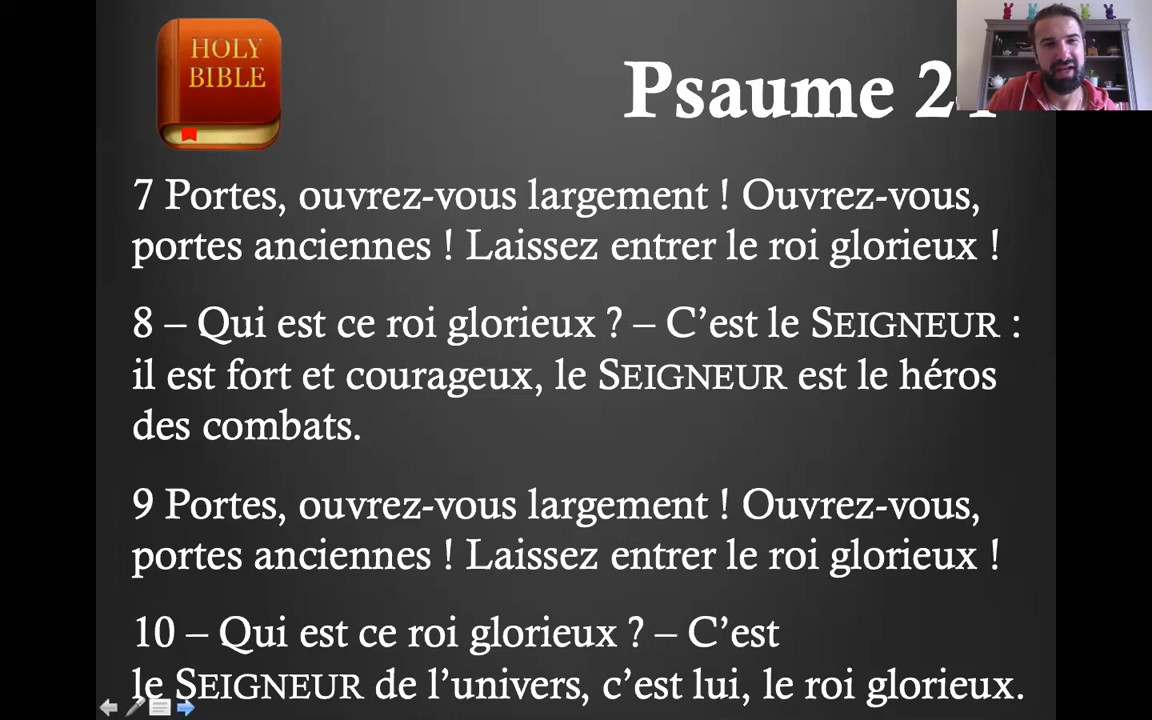 HOLY
BIBLE
Psaume 2
7 Portes, ouvrez-vous largement ! Ouvrez-vous,
portes anciennes ! Laissez entrer le roi glorieux !
8 – Qui est ce roi glorieux ? – C’est le SEIGNEUR :
il est fort et courageux, le SEIGNEUR est le héros
des combats.
9 Portes, ouvrez-vous largement ! Ouvrez-vous,
portes anciennes ! Laissez entrer le roi glorieux !
10 – Qui est ce roi glorieux ? – C’est
le SEIGNEUR de l’univers, c’est lui, le roi glorieux.